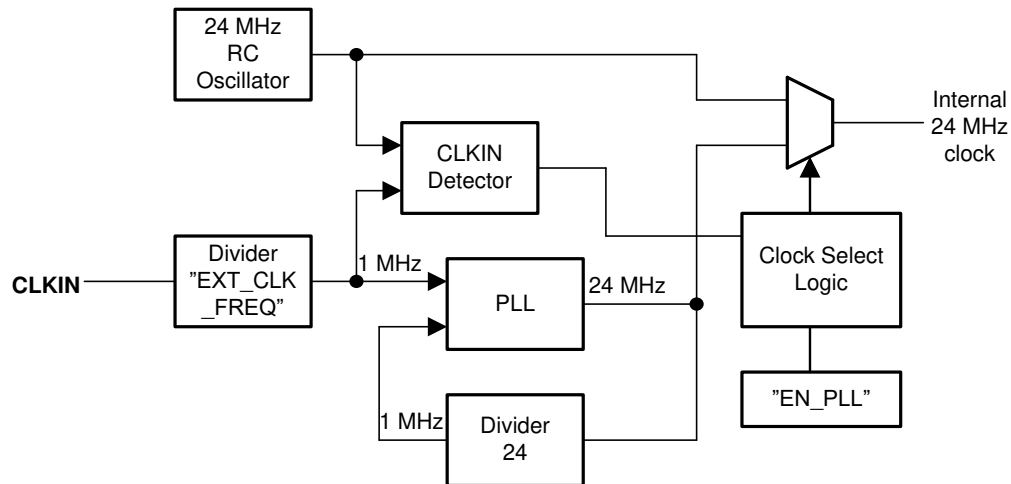 24 MHz
RC
Oscillator
CLKIN
Detector
Internal
24 MHz
clock
CLKIN
Divider
”EXT_CLK
_FREQ”
1 MHz
PLL
24 MHz
Clock Select
Logic
1 MHz
Divider
24
”EN_PLL”